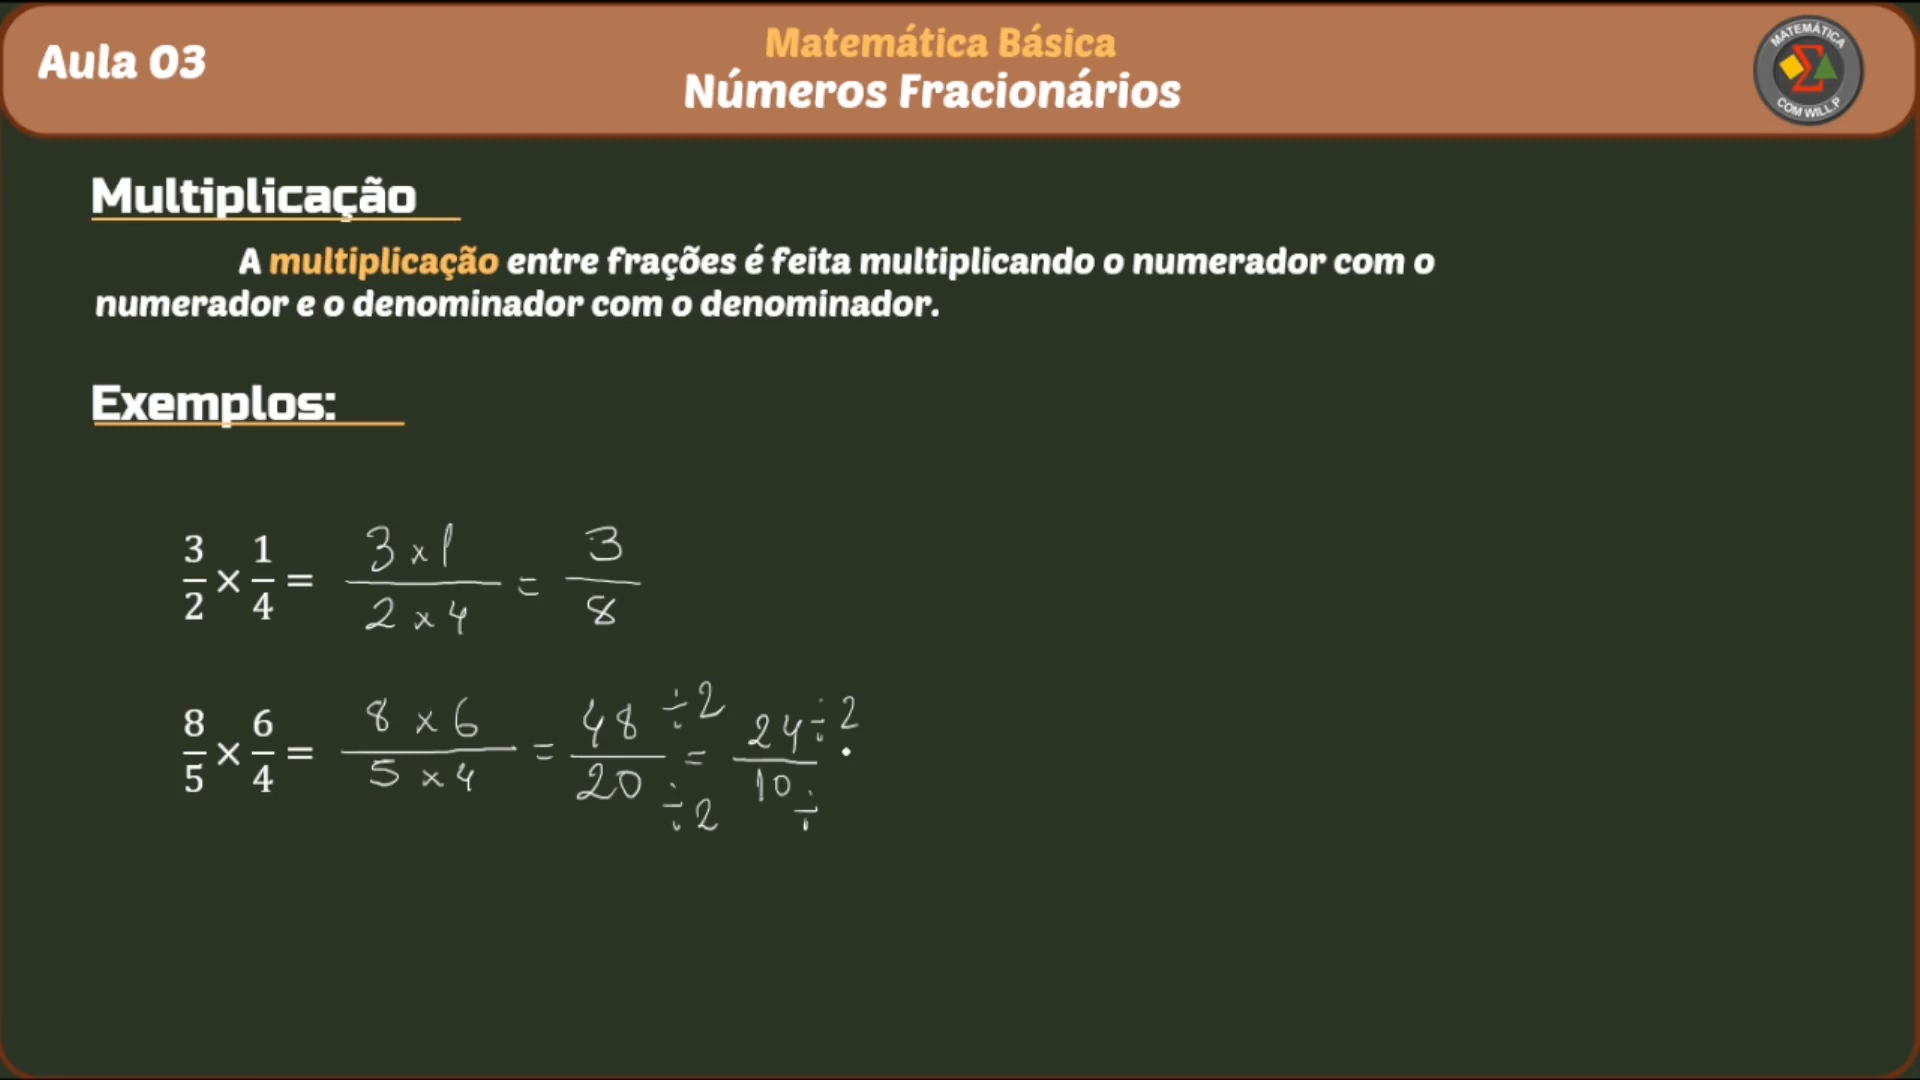 Aula 03
Matemática Básica
Números Fracionários
MATEMÁTICA
COM WILL.P
Multiplicação
A multiplicação entre frações é feita multiplicando o numerador com o
numerador e o denominador com o denominador.
Exemplos:
3/2 × 1/4 = 3 x 1 / 2 x 4 = 3/8
8/5 × 6/4 = 8 x 6 / 5 x 4 = 48 ÷2 / 20 ÷2 = 24 ÷2 / 10 ÷